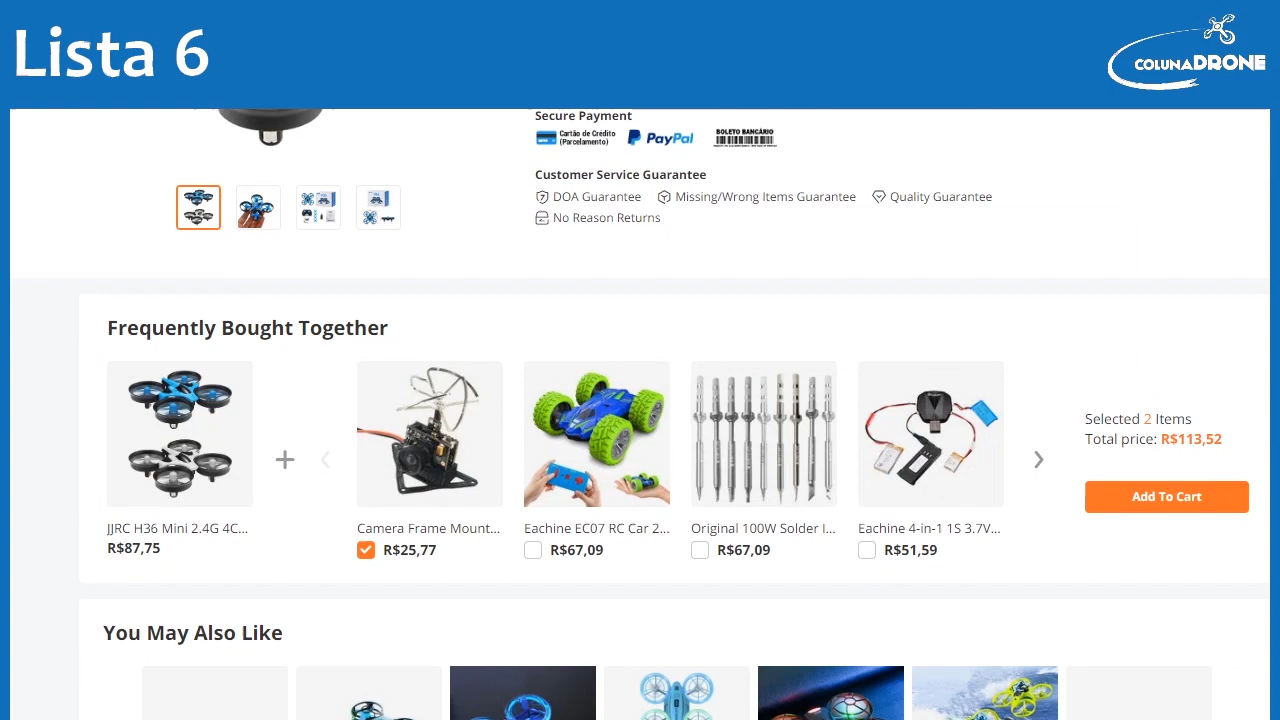 Lista 6
COLUNADRONE
Secure Payment
Cartão de Crédito
(Parcelamento)
PayPal
BOLETO BANCÁRIO
Customer Service Guarantee
DOA Guarantee Missing/Wrong Items Guarantee Quality Guarantee
No Reason Returns
Frequently Bought Together
Selected 2 Items
Total price: R$113,52
Add To Cart
JJRC H36 Mini 2.4G 4C... Camera Frame Mount... Eachine EC07 RC Car 2... Original 100W Solder I... Eachine 4-in-1 1S 3.7V...
R$87,75 R$25,77 R$67,09 R$67,09 R$51,59
You May Also Like